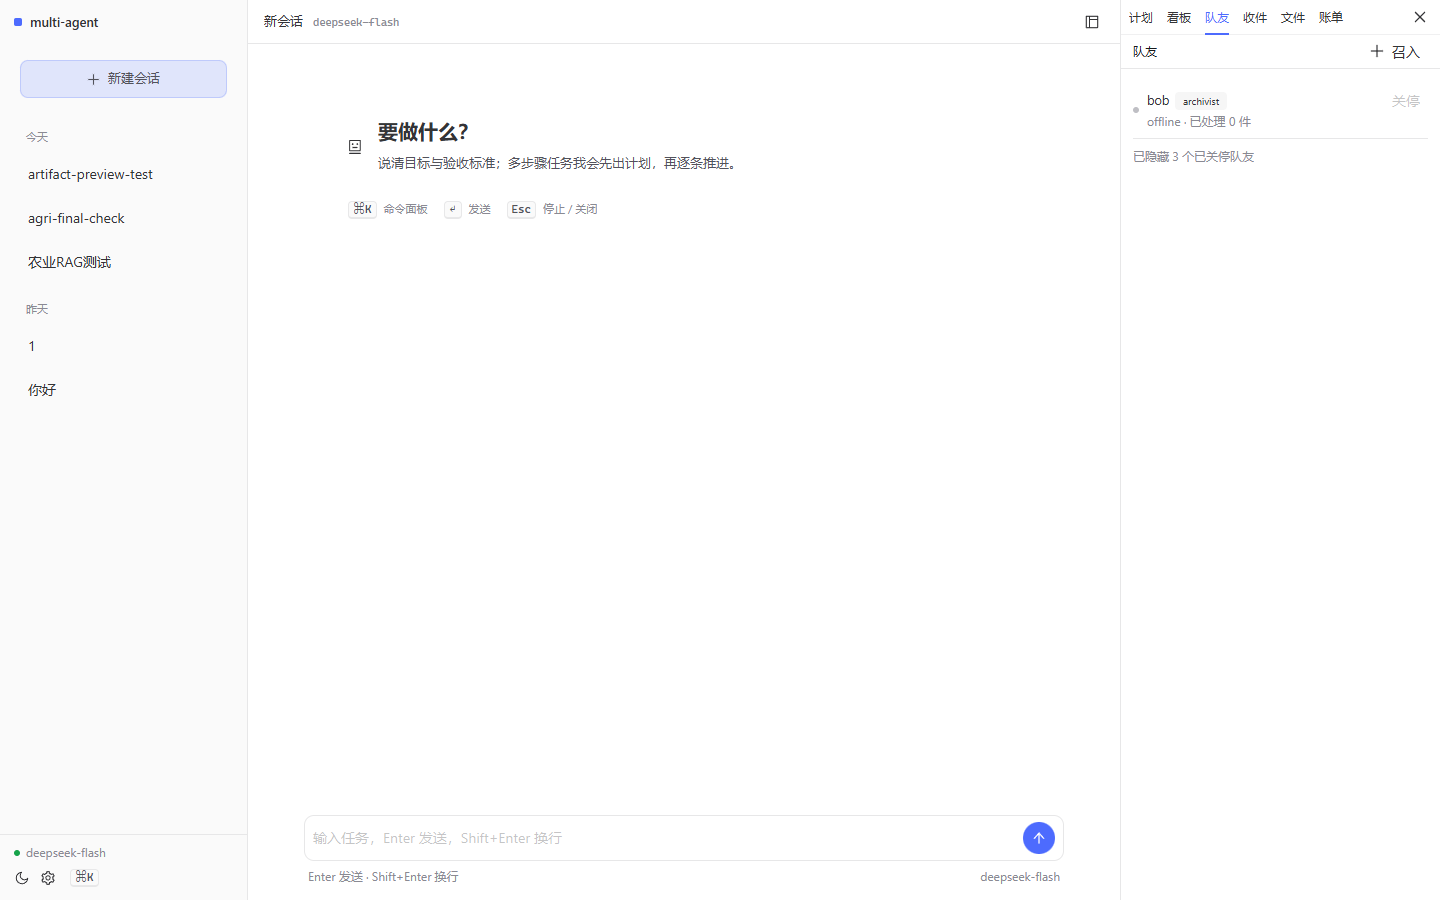 multi-agent
新建会话
今天
artifact-preview-test
agri-final-check
农业RAG测试
昨天
1
你好
deepseek-flash
⌘K
新会话 deepseek-flash
要做什么？
说清目标与验收标准；多步骤任务我会先出计划，再逐条推进。
⌘K 命令面板 ↵ 发送 Esc 停止 / 关闭
输入任务，Enter 发送，Shift+Enter 换行
Enter 发送 · Shift+Enter 换行 deepseek-flash
计划 看板 队友 收件 文件 账单
队友 召入
bob archivist 关停
offline · 已处理 0 件
已隐藏 3 个已关停队友